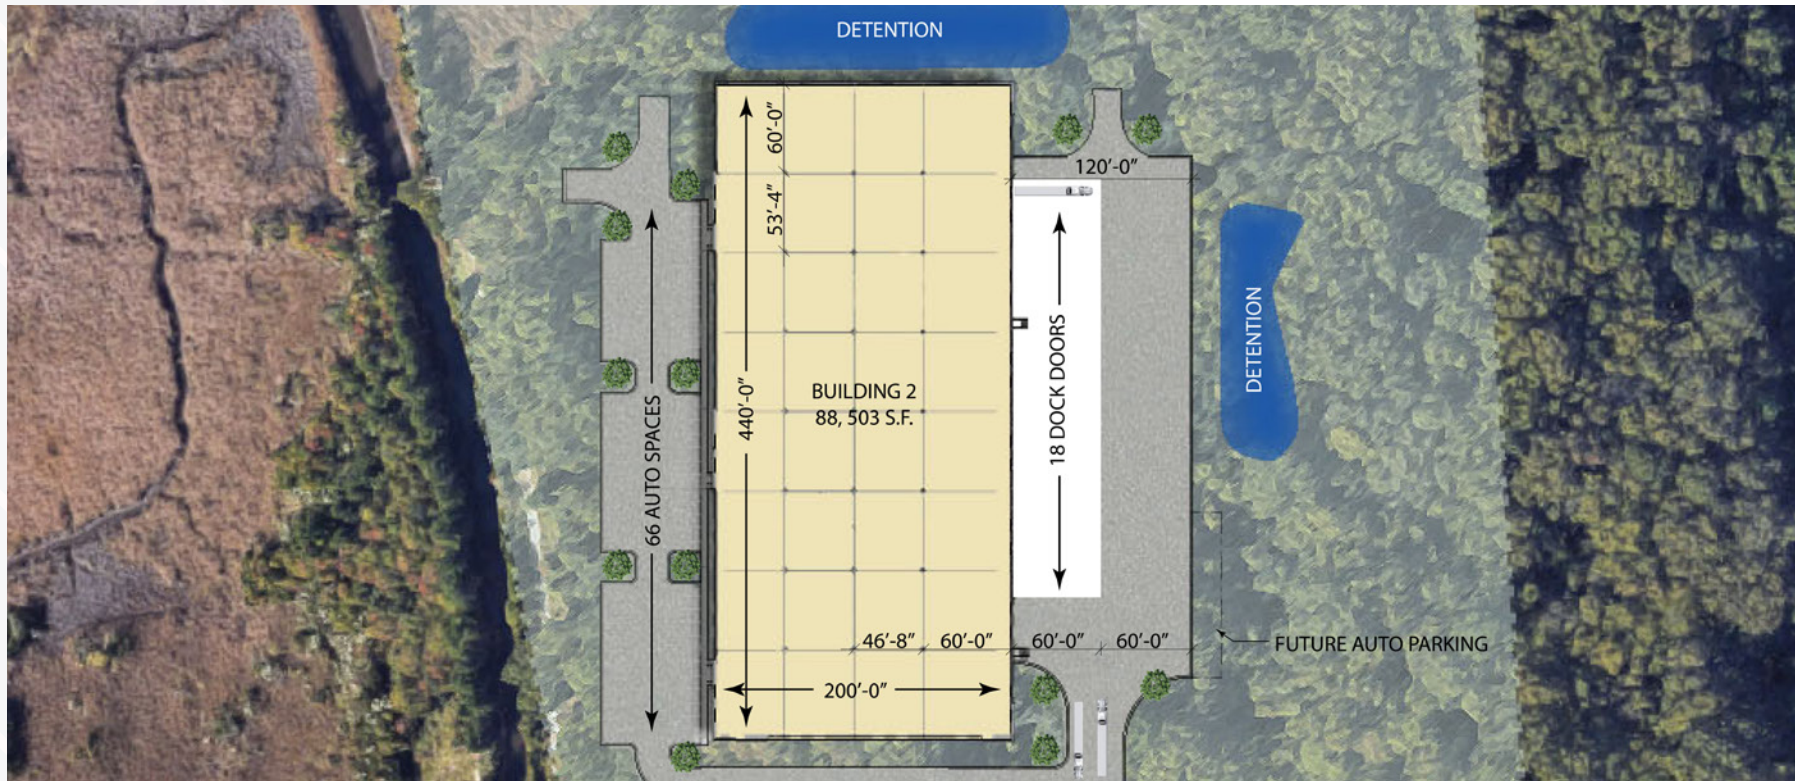 DETENTION
60'-0"
120'-0"
53'-4"
DETENTION
18 DOCK DOORS
BUILDING 2
88, 503 S.F.
440'-0"
66 AUTO SPACES
46'-8"
60'-0"
60'-0"
60'-0"
FUTURE AUTO PARKING
200'-0"